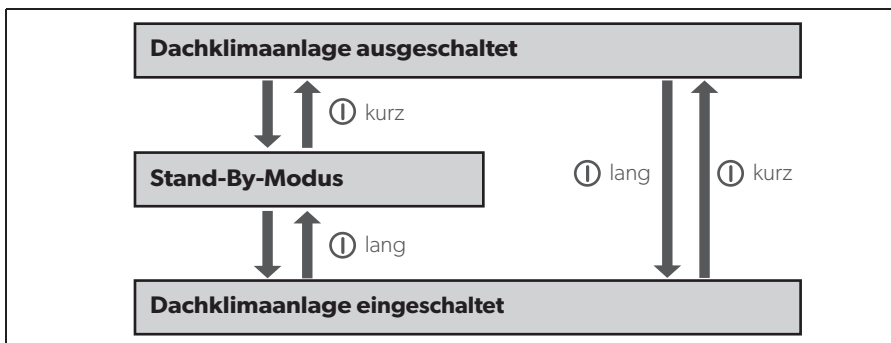 Dachklimaanlage ausgeschaltet
kurz
Stand-By-Modus
lang
kurz
lang
Dachklimaanlage eingeschaltet